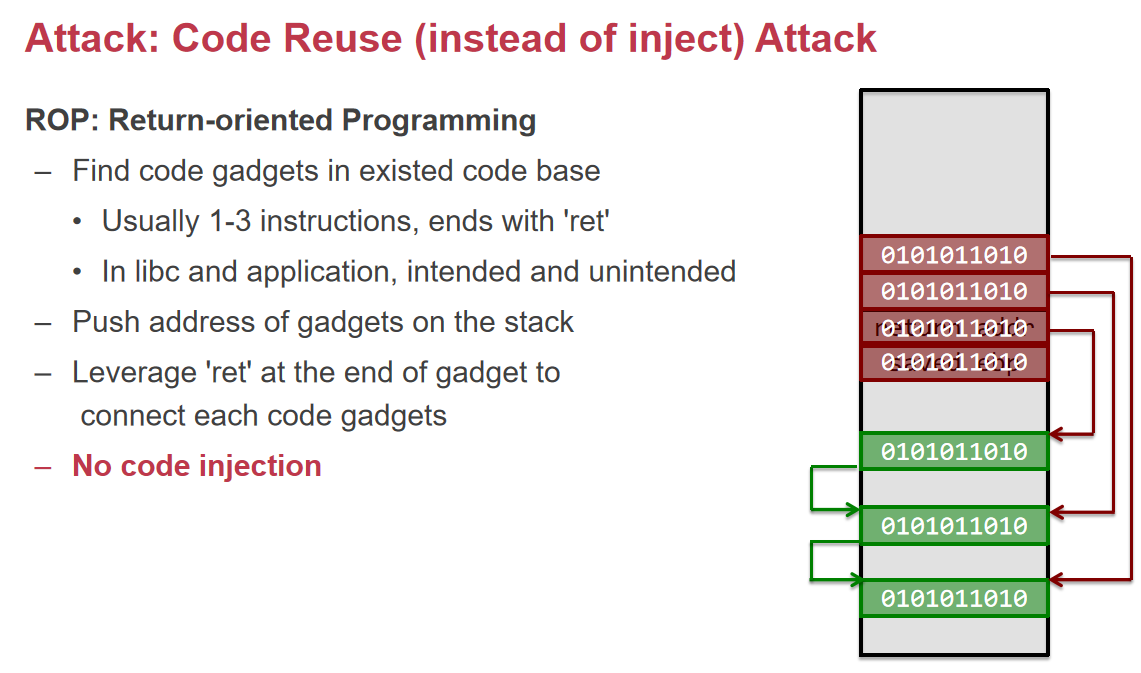 Attack: Code Reuse (instead of inject) Attack
ROP: Return-oriented Programming
– Find code gadgets in existed code base
• Usually 1-3 instructions, ends with 'ret'
• In libc and application, intended and unintended
– Push address of gadgets on the stack
– Leverage 'ret' at the end of gadget to
connect each code gadgets
– No code injection
0101011010
0101011010
0101011010
return addr
0101011010
0101011010
0101011010
0101011010